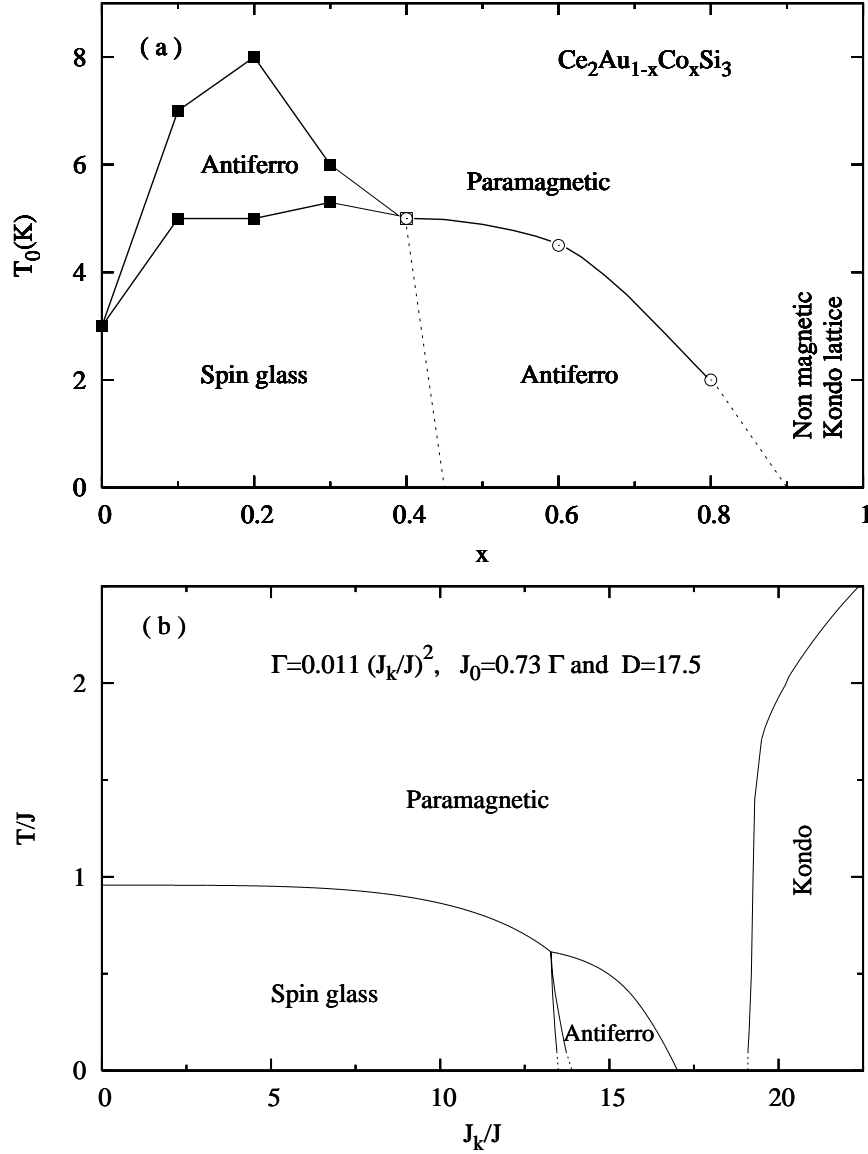 ( a )
Ce₂Au₁₋ₓCoₓSi₃
8
6
4
2
0
T₀(K)
Antiferro
Paramagnetic
Spin glass
Antiferro
Non magnetic
Kondo lattice
0 0.2 0.4 0.6 0.8 1
x
( b )
Γ=0.011 (Jₖ/J)², J₀=0.73 Γ and D=17.5
2
1
0
T/J
Paramagnetic
Kondo
Spin glass
Antiferro
0 5 10 15 20
Jₖ/J